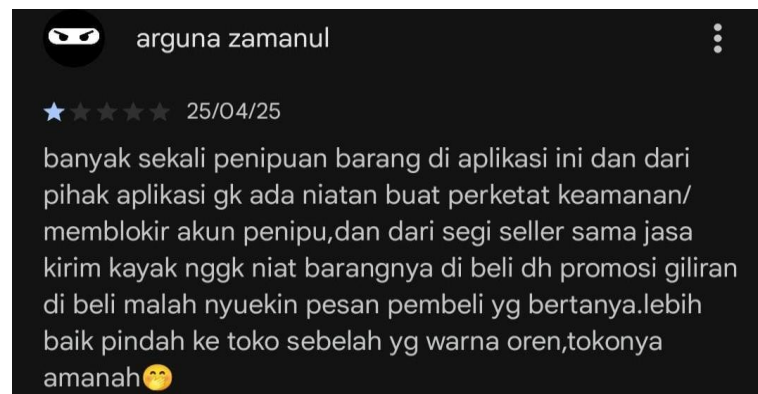 arguna zamanul
25/04/25
banyak sekali penipuan barang di aplikasi ini dan dari
pihak aplikasi gk ada niatan buat perketat keamanan/
memblokir akun penipu,dan dari segi seller sama jasa
kirim kayak nggk niat barangnya di beli dh promosi giliran
di beli malah nyuekin pesan pembeli yg bertanya.lebih
baik pindah ke toko sebelah yg warna oren,tokonya
amanah🤭